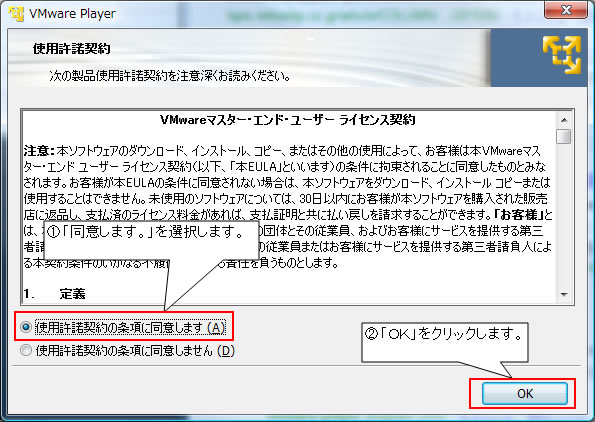 VMware Player
使用許諾契約
次の製品使用許諾契約を注意深くお読みください。
VMwareマスター・エンド・ユーザー ライセンス契約
注意：本ソフトウェアのダウンロード、インストール、コピー、またはその他の使用によって、お客様は本VMwareマス
ター・エンド ユーザー ライセンス契約（以下、「本EULA」といいます）の条件に拘束されることに同意したものとみな
されます。お客様が本EULAの条件に同意されない場合は、本ソフトウェアをダウンロード、インストール コピーまたは
使用することはできません。未使用のソフトウェアについては、30日以内にお客様が本ソフトウェアを購入された販売
店に返品し、支払済のライセンス料金があれば、支払証明と共に払い戻しを請求することができます。「お客様」と
は、
の団体とその従業員、およびお客様にサービスを提供する第三
者請
の従業員またはお客様にサービスを提供する第三者請負人によ
る本契約条件のいかなる不履
責任を負うものとします。
①「同意します。」を選択します。
1. 定義
使用許諾契約の条項に同意します (A)
使用許諾契約の条項に同意しません (D)
②「OK」をクリックします。
OK